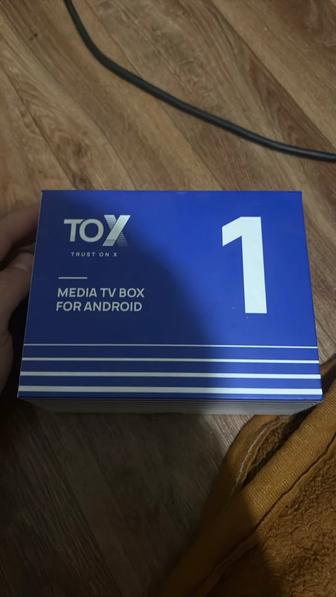 TOX
TRUST ON X
1
MEDIA TV BOX
FOR ANDROID